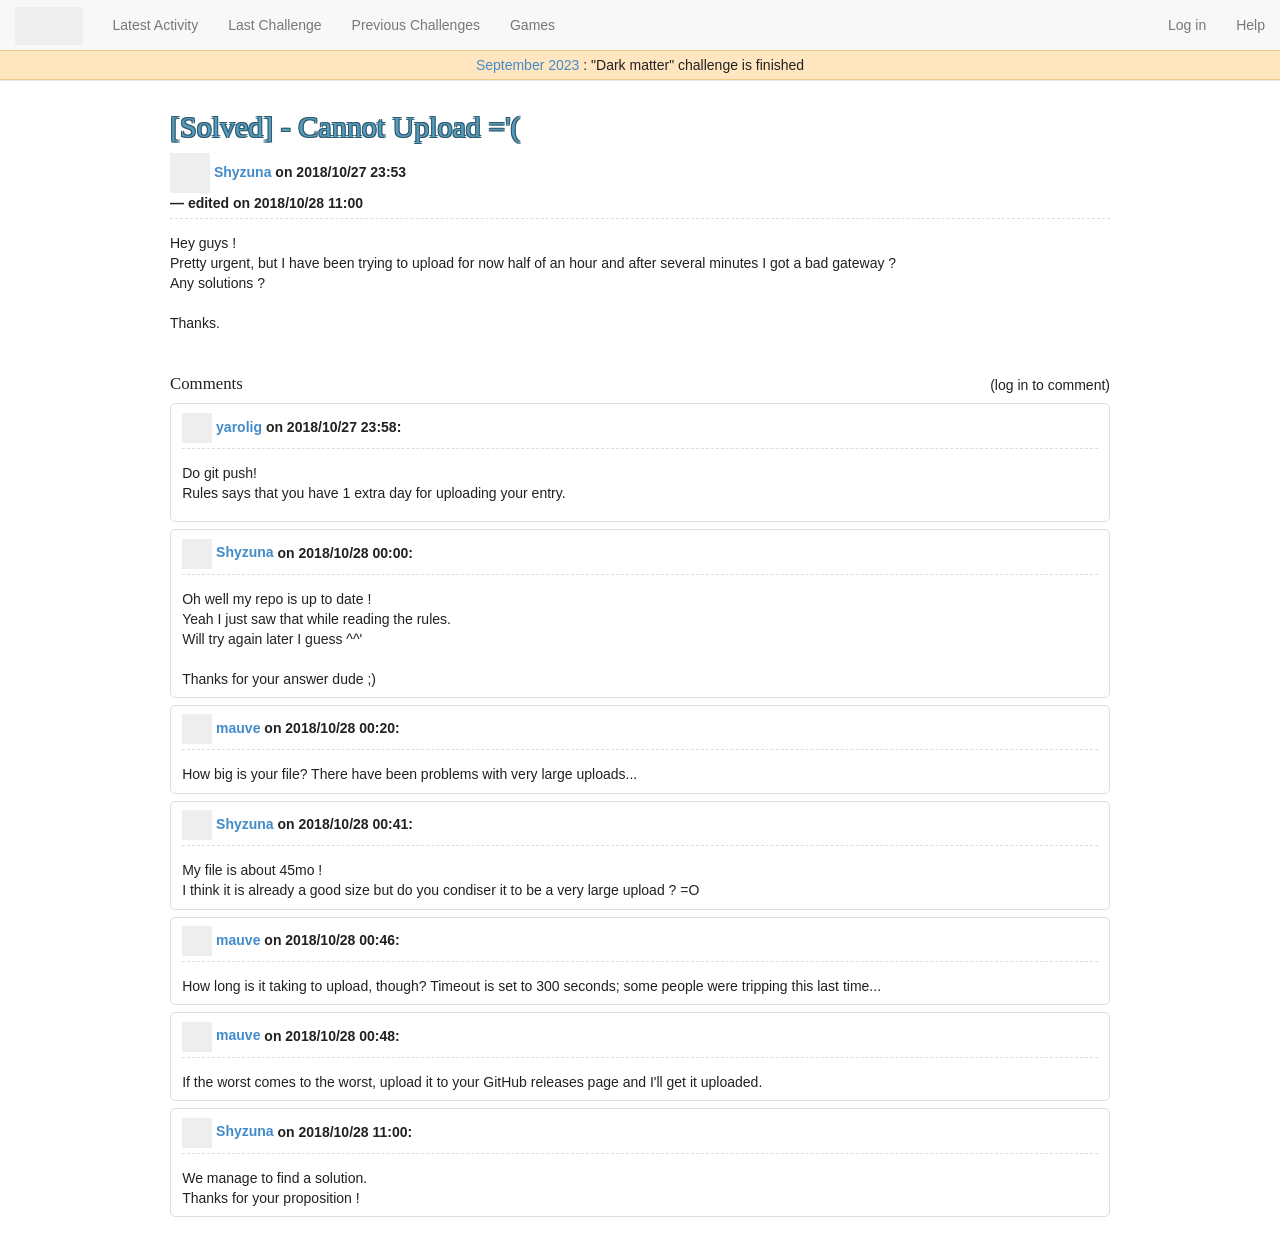 Latest Activity Last Challenge Previous Challenges Games Log in Help
September 2023 : "Dark matter" challenge is finished
[Solved] - Cannot Upload ='(
Shyzuna on 2018/10/27 23:53
— edited on 2018/10/28 11:00
Hey guys !
Pretty urgent, but I have been trying to upload for now half of an hour and after several minutes I got a bad gateway ?
Any solutions ?
Thanks.
Comments (log in to comment)
yarolig on 2018/10/27 23:58:
Do git push!
Rules says that you have 1 extra day for uploading your entry.
Shyzuna on 2018/10/28 00:00:
Oh well my repo is up to date !
Yeah I just saw that while reading the rules.
Will try again later I guess ^^'
Thanks for your answer dude ;)
mauve on 2018/10/28 00:20:
How big is your file? There have been problems with very large uploads...
Shyzuna on 2018/10/28 00:41:
My file is about 45mo !
I think it is already a good size but do you condiser it to be a very large upload ? =O
mauve on 2018/10/28 00:46:
How long is it taking to upload, though? Timeout is set to 300 seconds; some people were tripping this last time...
mauve on 2018/10/28 00:48:
If the worst comes to the worst, upload it to your GitHub releases page and I'll get it uploaded.
Shyzuna on 2018/10/28 11:00:
We manage to find a solution.
Thanks for your proposition !